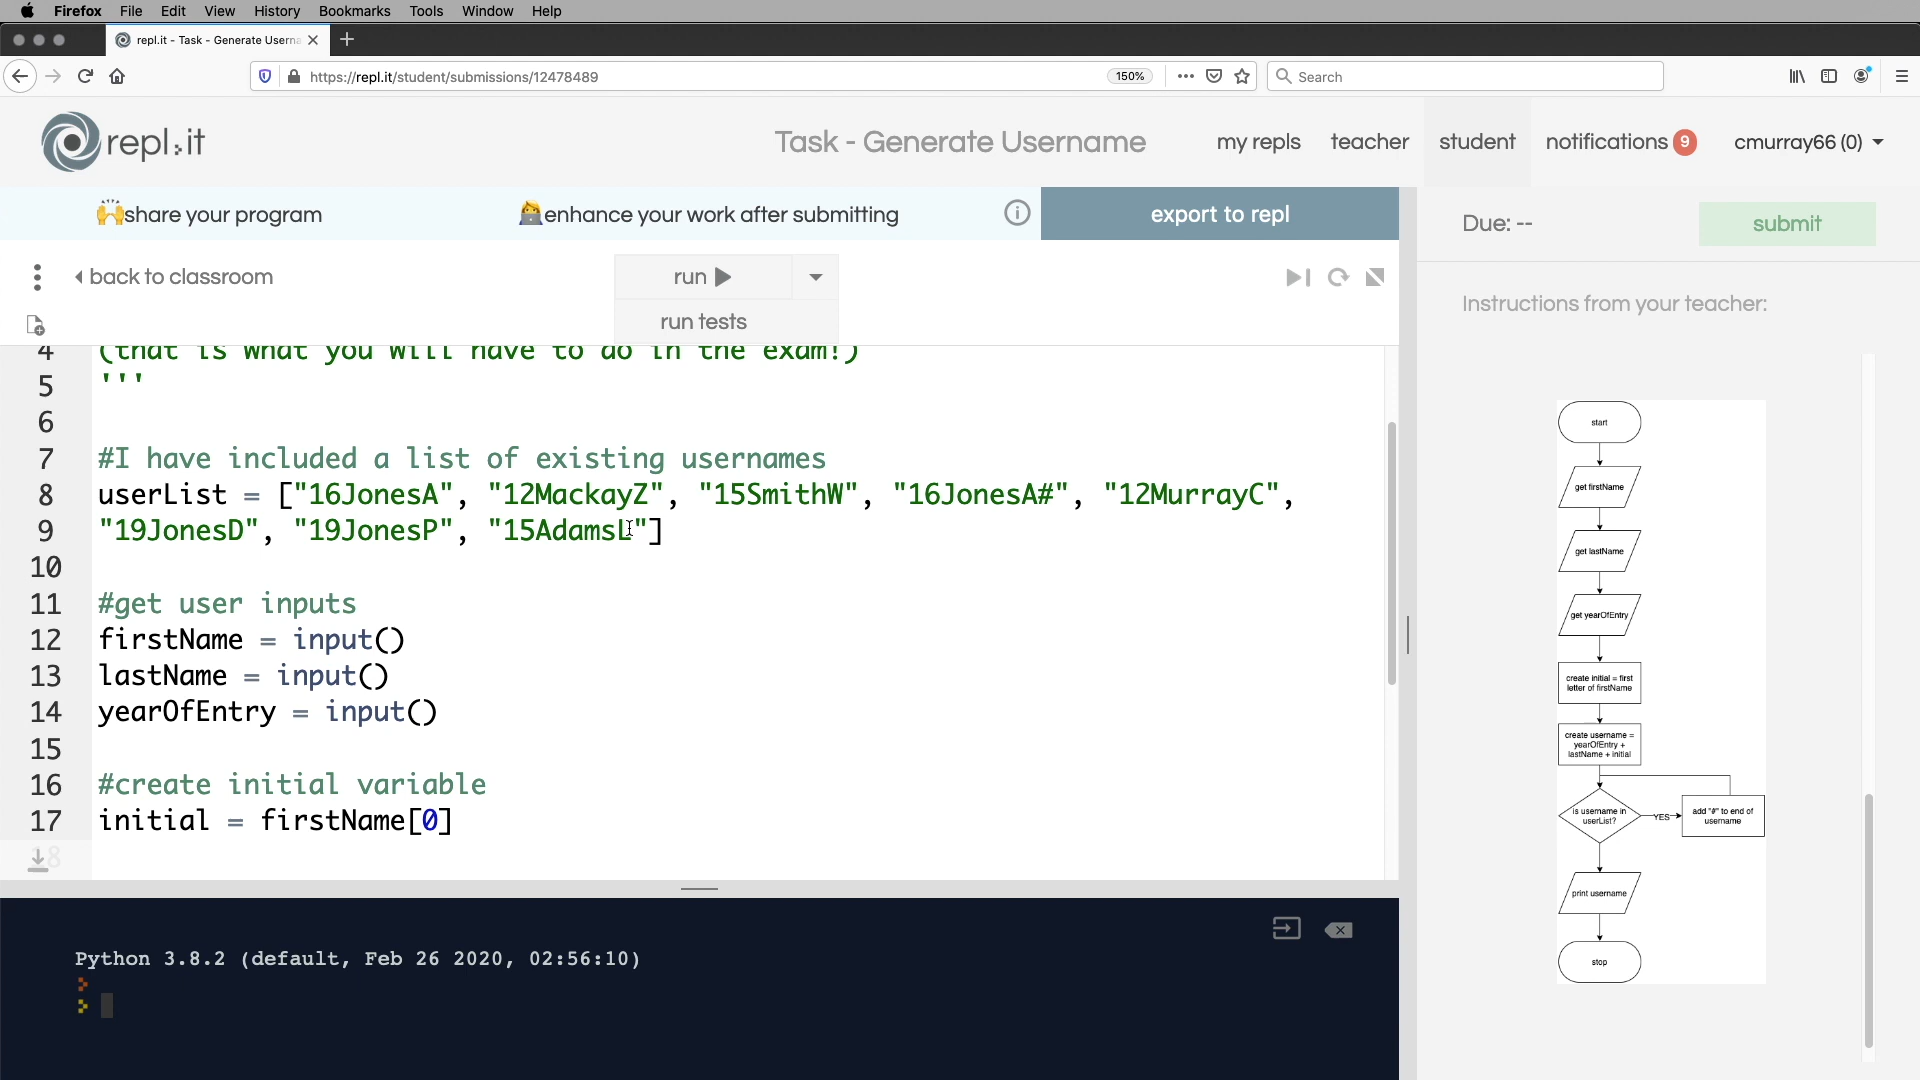 Firefox File Edit View History Bookmarks Tools Window Help
repl.it - Task - Generate Userna
https://repl.it/student/submissions/12478489
150%
Search
repl.it
Task - Generate Username
my repls teacher student notifications 9 cmurray66 (0)
share your program
enhance your work after submitting
export to repl
Due: --
submit
back to classroom
run
run tests
Instructions from your teacher:
4 (that is what you will have to do in the exam!)
5 '''
6
7 #I have included a list of existing usernames
8 userList = ["16JonesA", "12MackayZ", "15SmithW", "16JonesA#", "12MurrayC",
9 "19JonesD", "19JonesP", "15AdamsL"]
10
11 #get user inputs
12 firstName = input()
13 lastName = input()
14 yearOfEntry = input()
15
16 #create initial variable
17 initial = firstName[0]
18
Python 3.8.2 (default, Feb 26 2020, 02:56:10)
start
get firstName
get lastName
get yearOfEntry
create initial = first
letter of firstName
create username =
yearOfEntry +
lastName + initial
is username in
userList?
YES
add "#" to end of
username
print username
stop